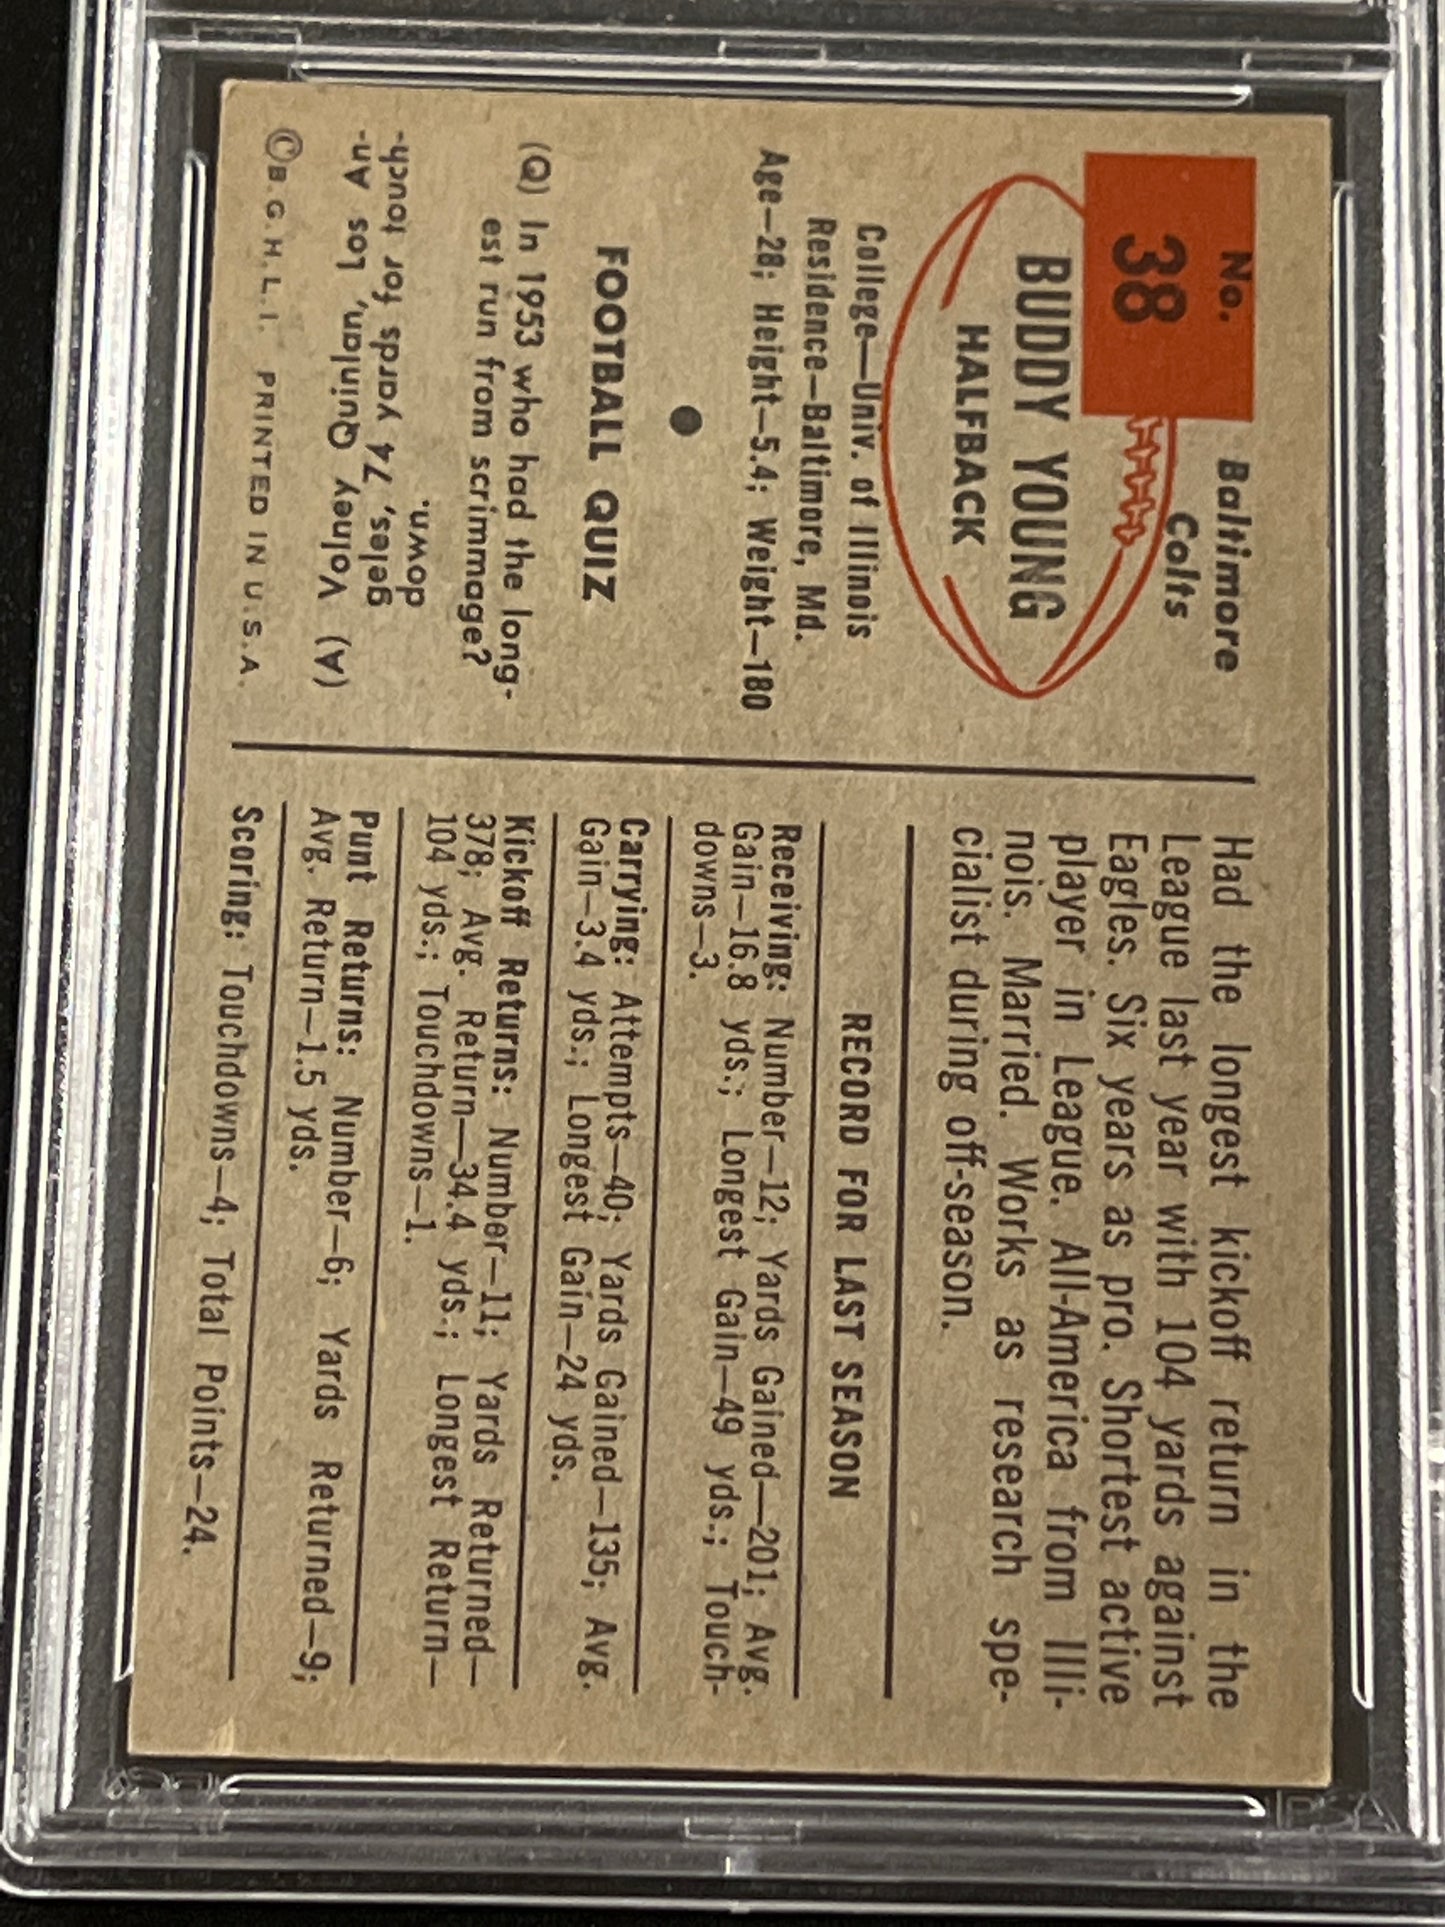 No.
38
Baltimore
Colts
BUDDY YOUNG
HALFBACK
College—Univ. of Illinois
Residence—Baltimore, Md.
Age—28; Height—5.4; Weight—180
FOOTBALL QUIZ
(Q) In 1953 who had the long-
est run from scrimmage?
(A) Volney Quinlan, Los An-
geles, 74 yards for touch-
down.
©B.G.H.L.I. PRINTED IN U.S.A.
Had the longest kickoff return in the
League last year with 104 yards against
Eagles. Six years as pro. Shortest active
player in League. All-America from Illi-
nois. Married. Works as research spe-
cialist during off-season.
RECORD FOR LAST SEASON
Receiving: Number—12; Yards Gained—201; Avg.
Gain—16.8 yds.; Longest Gain—49 yds.; Touch-
downs—3.
Carrying: Attempts—40; Yards Gained—135; Avg.
Gain—3.4 yds.; Longest Gain—24 yds.
Kickoff Returns: Number—11; Yards Returned—
378; Avg. Return—34.4 yds.; Longest Return—
104 yds.; Touchdowns—1.
Punt Returns: Number—6; Yards Returned—9;
Avg. Return—1.5 yds.
Scoring: Touchdowns—4; Total Points—24.
PSA